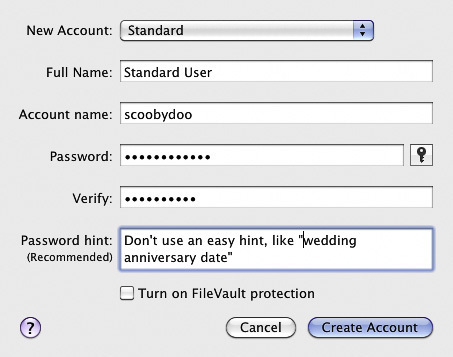 New Account: Standard
Full Name: Standard User
Account name: scoobydoo
Password: ••••••••••••
Verify: ••••••••••
Password hint: Don't use an easy hint, like "wedding
(Recommended) anniversary date"
Turn on FileVault protection
? Cancel Create Account